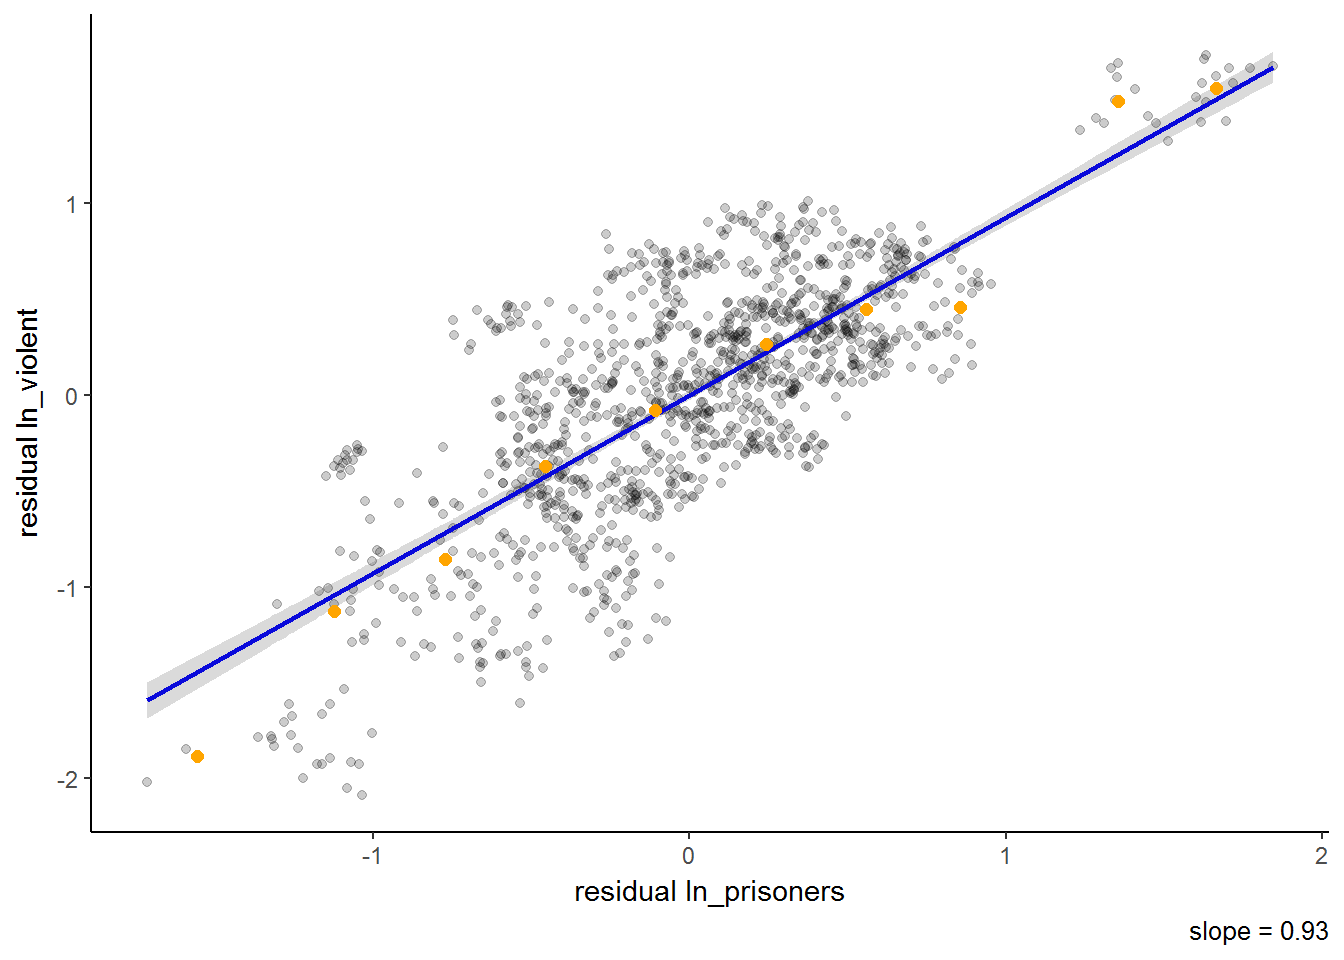 residual ln_violent
1
0
-1
-2
-1
0
1
2
residual ln_prisoners
slope = 0.93